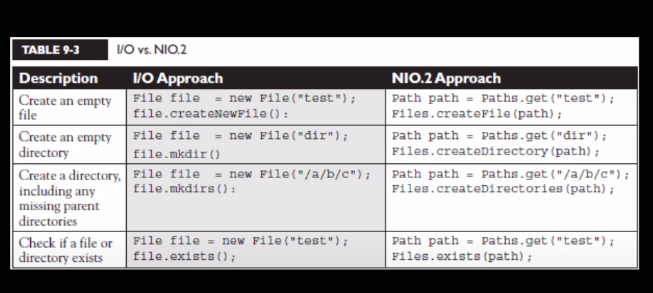 TABLE 9-3 I/O vs. NIO.2
Description I/O Approach NIO.2 Approach
Create an empty File file = new File("test"); Path path = Paths.get("test");
file file.createNewFile(): Files.createFile(path);
Create an empty File file = new File("dir"); Path path = Paths.get("dir");
directory file.mkdir() Files.createDirectory(path);
Create a directory, File file = new File("/a/b/c"); Path path = Paths.get("/a/b/c");
including any file.mkdirs(): Files.createDirectories(path);
missing parent
directories
Check if a file or File file = new File("test"); Path path = Paths.get("test");
directory exists file.exists(); Files.exists(path);